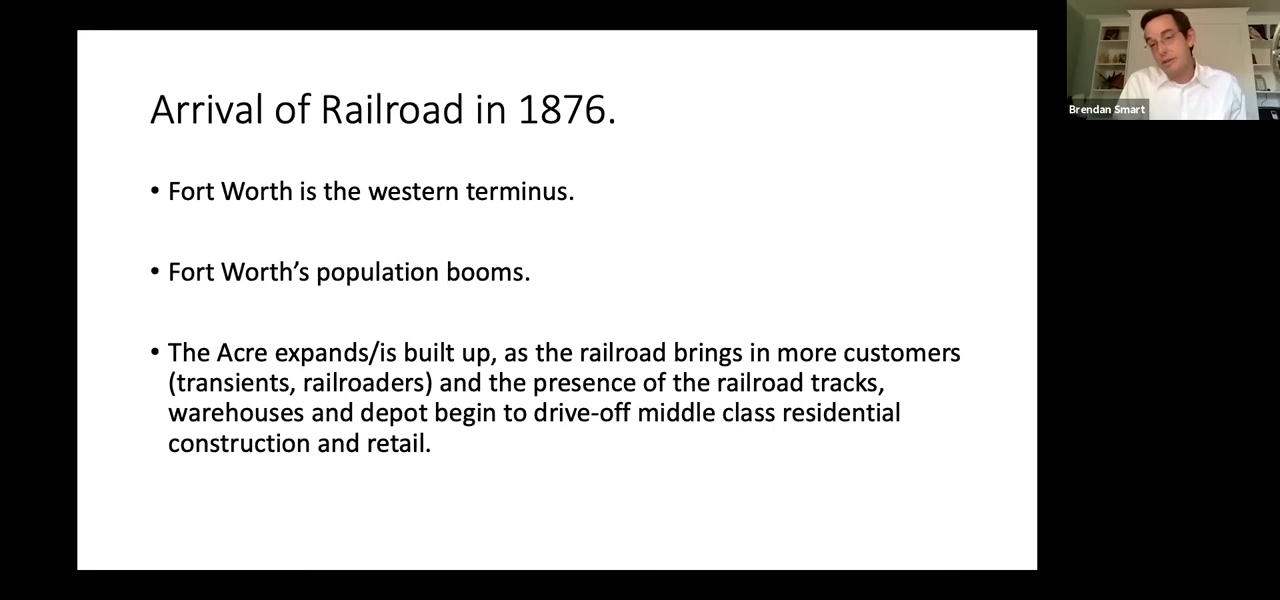 Arrival of Railroad in 1876.
• Fort Worth is the western terminus.
• Fort Worth’s population booms.
• The Acre expands/is built up, as the railroad brings in more customers
(transients, railroaders) and the presence of the railroad tracks,
warehouses and depot begin to drive-off middle class residential
construction and retail.
Brendan Smart